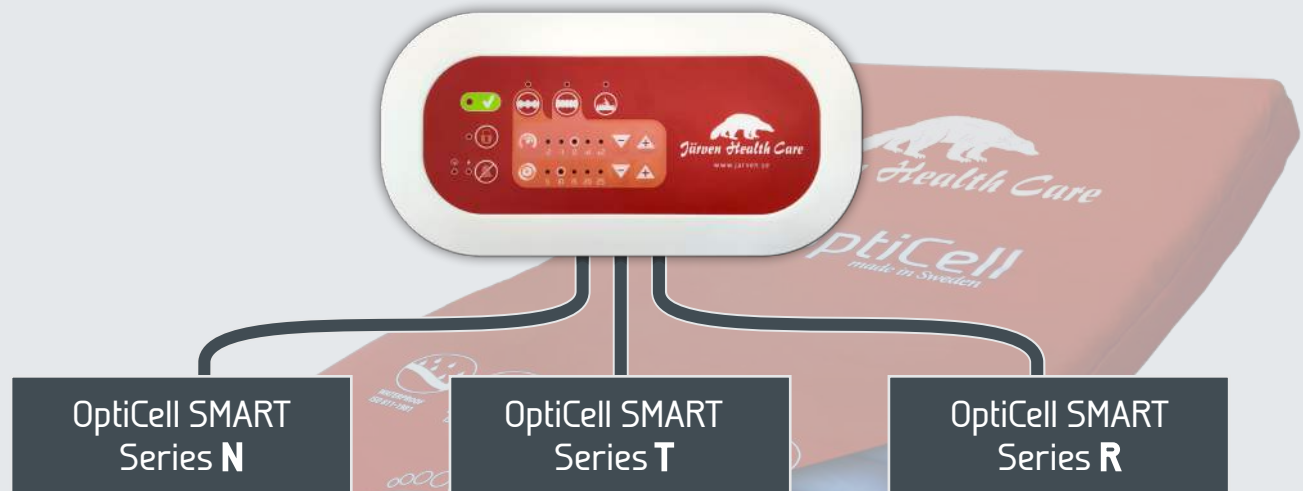 Järven Health Care
www.jarven.se
Health Care
ptiCell
made in Sweden
WATERPROOF
OptiCell SMART
Series N
OptiCell SMART
Series T
OptiCell SMART
Series R